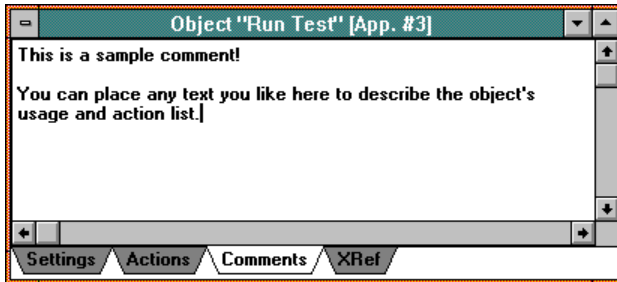 Object "Run Test" [App. #3]
This is a sample comment!
You can place any text you like here to describe the object's
usage and action list.
Settings Actions Comments XRef